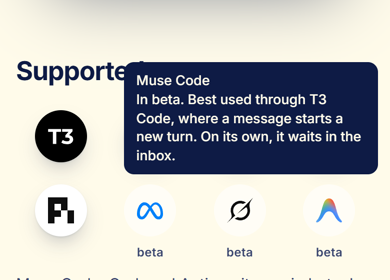 Supported
Muse Code
In beta. Best used through T3
Code, where a message starts a
new turn. On its own, it waits in the
inbox.
T3
beta
beta
beta